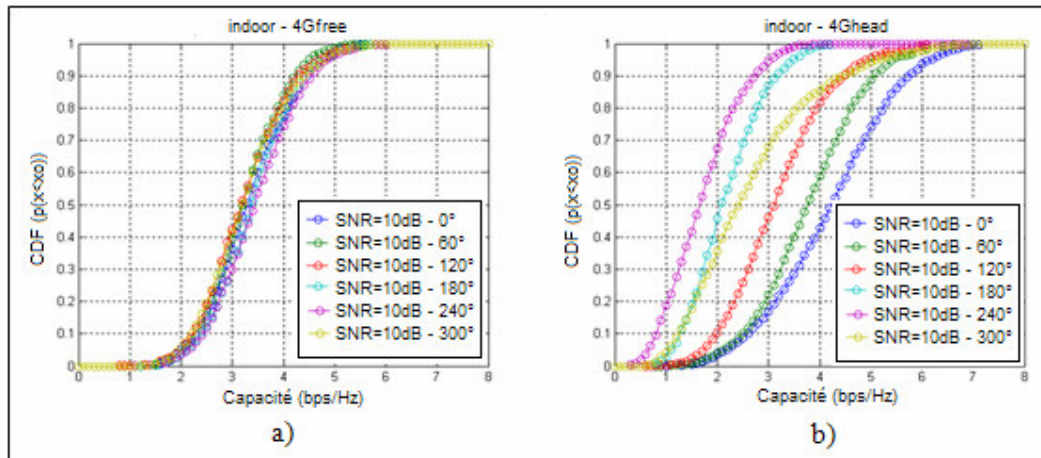 indoor - 4Gfree
CDF (p(x<xo))
1
0.9
0.8
0.7
0.6
0.5
0.4
0.3
0.2
0.1
0
0 1 2 3 4 5 6 7 8
Capacité (bps/Hz)
SNR=10dB - 0°
SNR=10dB - 60°
SNR=10dB - 120°
SNR=10dB - 180°
SNR=10dB - 240°
SNR=10dB - 300°
a)
indoor - 4Ghead
CDF (p(x<xo))
1
0.9
0.8
0.7
0.6
0.5
0.4
0.3
0.2
0.1
0
0 1 2 3 4 5 6 7 8
Capacité (bps/Hz)
SNR=10dB - 0°
SNR=10dB - 60°
SNR=10dB - 120°
SNR=10dB - 180°
SNR=10dB - 240°
SNR=10dB - 300°
b)